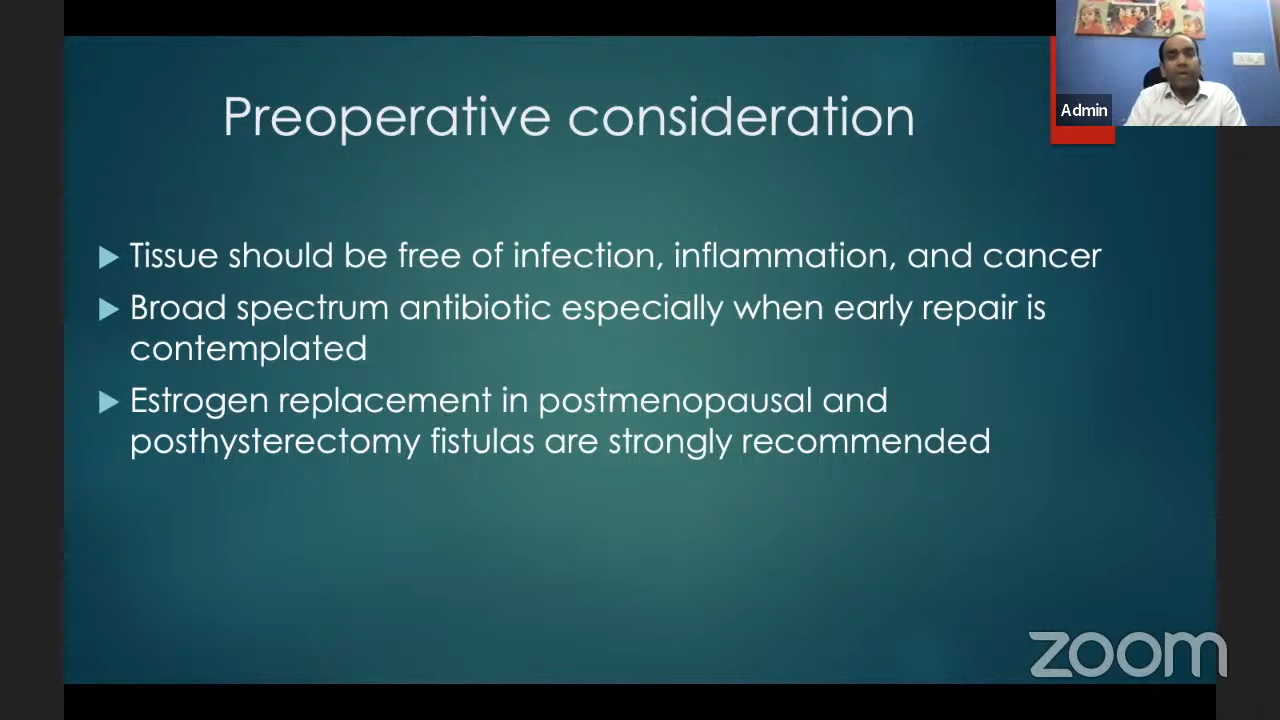 Preoperative consideration
Admin
Tissue should be free of infection, inflammation, and cancer
Broad spectrum antibiotic especially when early repair is
contemplated
Estrogen replacement in postmenopausal and
posthysterectomy fistulas are strongly recommended
zoom